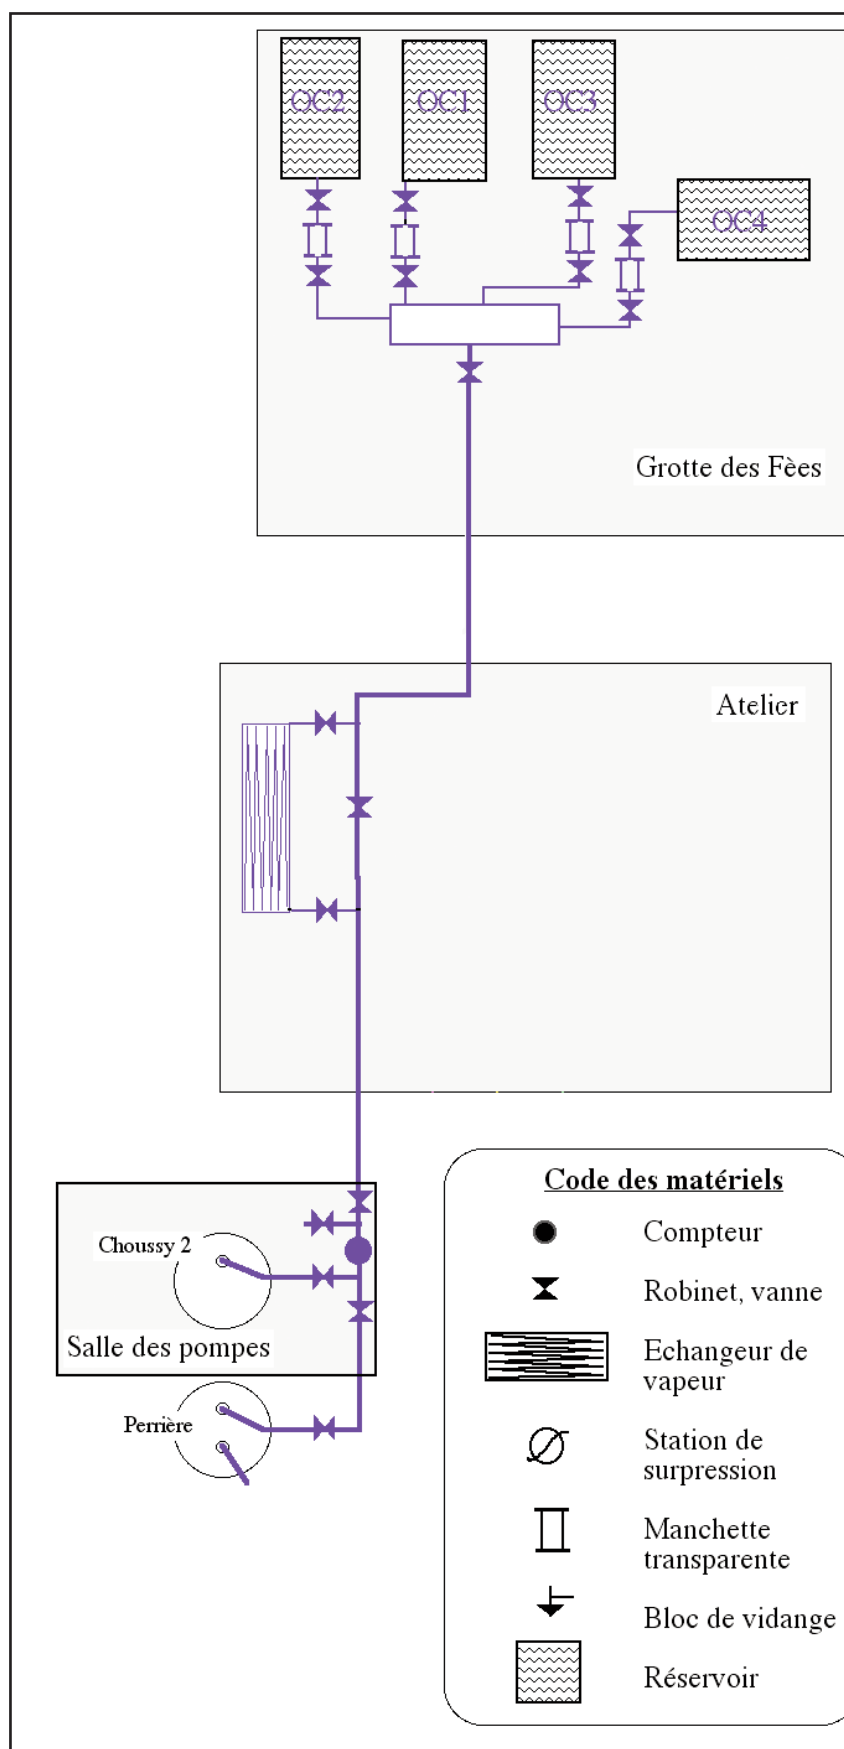 OC2
OC1
OC3
OC4
Grotte des Fèes
Atelier
Choussy 2
Salle des pompes
Perrière
Code des matériels
Compteur
Robinet, vanne
Echangeur de
vapeur
Station de
surpression
Manchette
transparente
Bloc de vidange
Réservoir